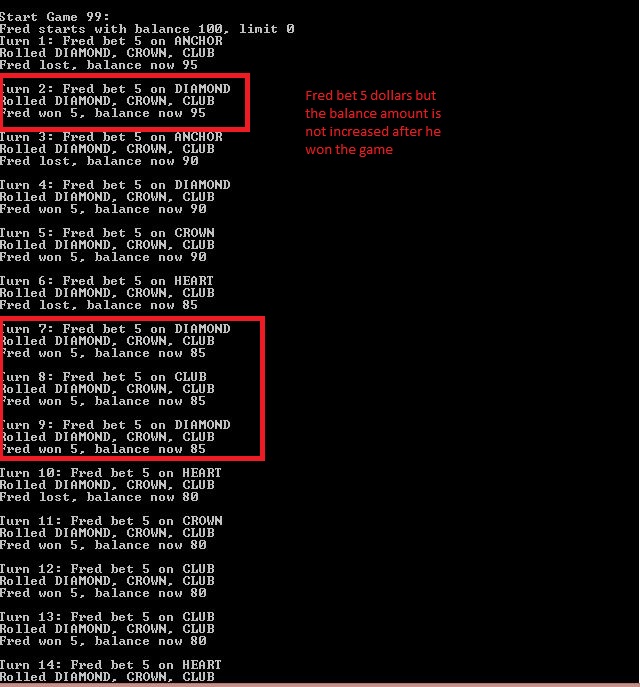 Start Game 99:
Fred starts with balance 100, limit 0
Turn 1: Fred bet 5 on ANCHOR
Rolled DIAMOND, CROWN, CLUB
Fred lost, balance now 95
Turn 2: Fred bet 5 on DIAMOND
Rolled DIAMOND, CROWN, CLUB
Fred won 5, balance now 95
Turn 3: Fred bet 5 on ANCHOR
Rolled DIAMOND, CROWN, CLUB
Fred lost, balance now 90
Turn 4: Fred bet 5 on DIAMOND
Rolled DIAMOND, CROWN, CLUB
Fred won 5, balance now 90
Turn 5: Fred bet 5 on CROWN
Rolled DIAMOND, CROWN, CLUB
Fred won 5, balance now 90
Turn 6: Fred bet 5 on HEART
Rolled DIAMOND, CROWN, CLUB
Fred lost, balance now 85
Turn 7: Fred bet 5 on DIAMOND
Rolled DIAMOND, CROWN, CLUB
Fred won 5, balance now 85
Turn 8: Fred bet 5 on CLUB
Rolled DIAMOND, CROWN, CLUB
Fred won 5, balance now 85
Turn 9: Fred bet 5 on DIAMOND
Rolled DIAMOND, CROWN, CLUB
Fred won 5, balance now 85
Turn 10: Fred bet 5 on HEART
Rolled DIAMOND, CROWN, CLUB
Fred lost, balance now 80
Turn 11: Fred bet 5 on CROWN
Rolled DIAMOND, CROWN, CLUB
Fred won 5, balance now 80
Turn 12: Fred bet 5 on CLUB
Rolled DIAMOND, CROWN, CLUB
Fred won 5, balance now 80
Turn 13: Fred bet 5 on CLUB
Rolled DIAMOND, CROWN, CLUB
Fred won 5, balance now 80
Turn 14: Fred bet 5 on HEART
Rolled DIAMOND, CROWN, CLUB
Fred bet 5 dollars but
the balance amount is
not increased after he
won the game